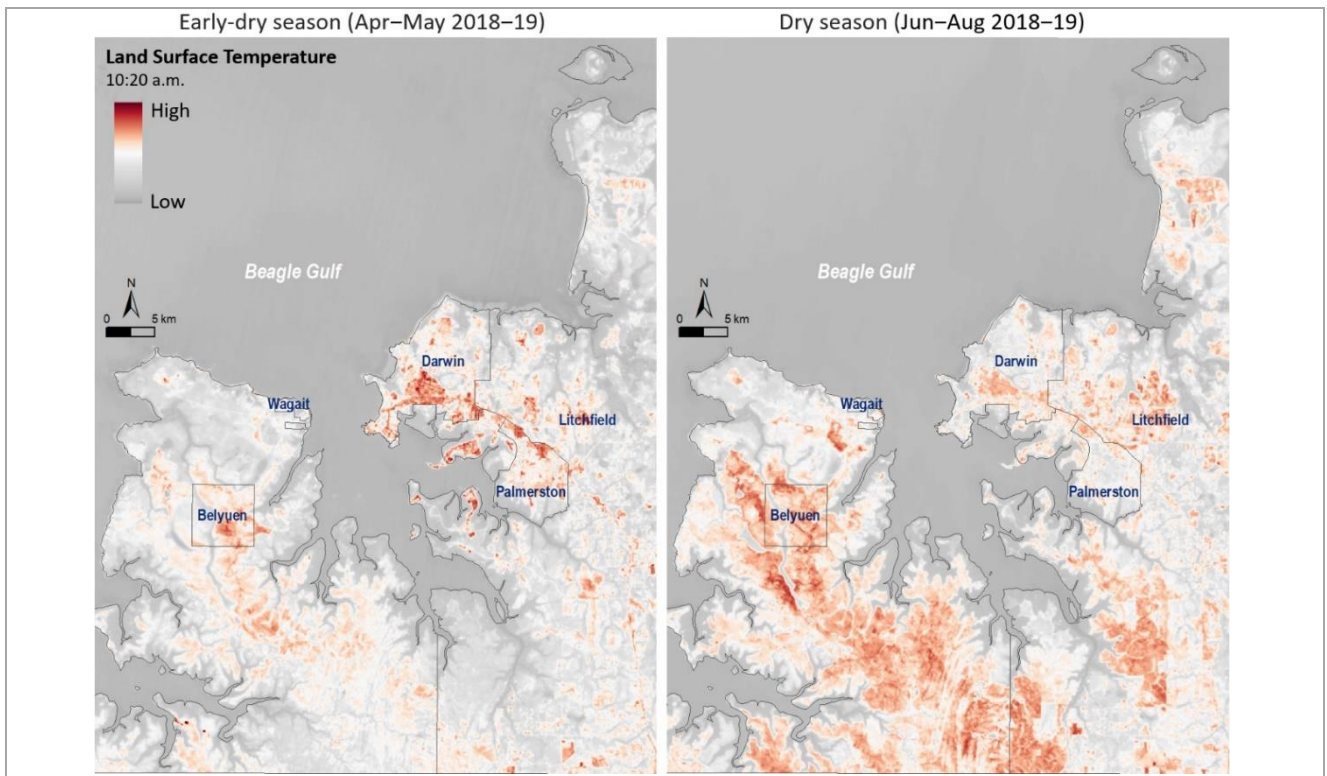 Early-dry season (Apr–May 2018–19)
Dry season (Jun–Aug 2018–19)
Land Surface Temperature
10:20 a.m.
High
Low
Beagle Gulf
N
0 5 km
Darwin
Wagait
Litchfield
Palmerston
Belyuen
Beagle Gulf
N
0 5 km
Darwin
Wagait
Litchfield
Palmerston
Belyuen